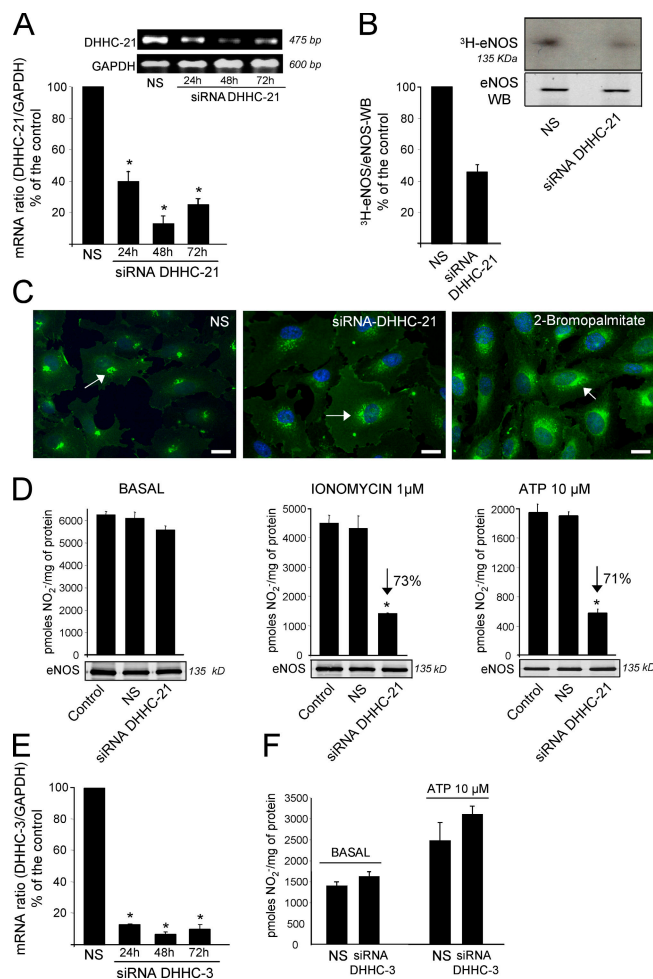 A
DHHC-21
475 bp
GAPDH
600 bp
NS
24h 48h 72h
siRNA DHHC-21
mRNA ratio (DHHC-21/GAPDH)
% of the control
100
80
60
40
20
*
*
*
NS
24h 48h 72h
siRNA DHHC-21
B
³H-eNOS
135 KDa
eNOS
WB
NS
siRNA DHHC-21
³H-eNOS/eNOS-WB
% of the control
100
80
60
40
20
NS
siRNA
DHHC-21
C
NS
siRNA-DHHC-21
2-Bromopalmitate
D
BASAL
pmoles NO₂⁻/mg of protein
6000
5000
4000
3000
2000
1000
0
eNOS
135 kD
Control
NS
siRNA DHHC-21
IONOMYCIN 1µM
pmoles NO₂⁻/mg of protein
5000
4000
3000
2000
1000
0
73%
*
eNOS
135 kD
Control
NS
siRNA DHHC-21
ATP 10 µM
pmoles NO₂⁻/mg of protein
2000
1600
1200
800
400
0
71%
*
eNOS
135 kD
Control
NS
siRNA DHHC-21
E
mRNA ratio (DHHC-3/GAPDH)
% of the control
100
80
60
40
20
*
*
*
NS
24h 48h 72h
siRNA DHHC-3
F
pmoles NO₂⁻/mg of protein
3500
3000
2500
2000
1500
1000
500
0
BASAL
ATP 10 µM
NS
siRNA
DHHC-3
NS
siRNA
DHHC-3